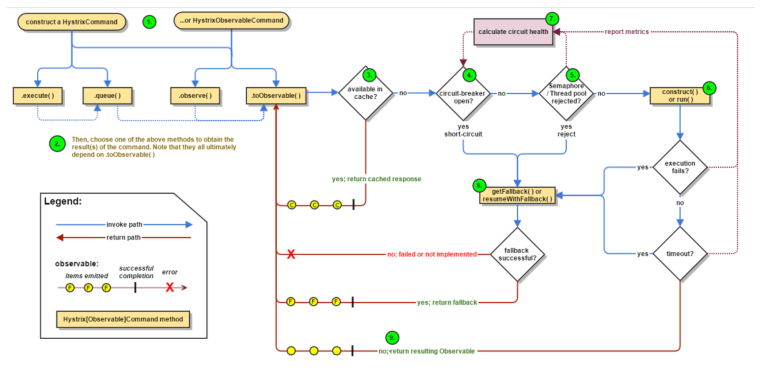 construct a HystrixCommand
1.
...or HystrixObservableCommand
7.
calculate circuit health
report metrics
.execute( )
.queue( )
.observe( )
.toObservable( )
3.
available in
cache?
no
4.
circuit-breaker
open?
no
5.
Semaphore
/ Thread pool
rejected?
no
6.
construct( )
or run( )
2.
Then, choose one of the above methods to obtain the
result(s) of the command. Note that they all ultimately
depend on .toObservable( )
yes
short-circuit
yes
reject
yes
execution
fails?
yes; return cached response
8.
getFallback( ) or
resumeWithFallback( )
no
C C C
Legend:
invoke path
return path
observable:
items emitted
successful
completion
error
F F F
Hystrix[Observable]Command method
X
no; failed or not implemented
fallback
successful?
yes
timeout?
F F F
yes; return fallback
9.
no; return resulting Observable